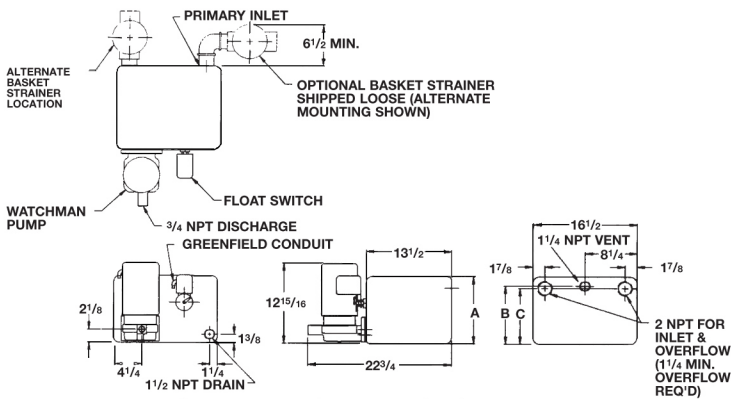 PRIMARY INLET
6 1/2 MIN.
ALTERNATE
BASKET
STRAINER
LOCATION
OPTIONAL BASKET STRAINER
SHIPPED LOOSE (ALTERNATE
MOUNTING SHOWN)
FLOAT SWITCH
WATCHMAN
PUMP
3/4 NPT DISCHARGE
GREENFIELD CONDUIT
2 1/8
4 1/4
1 1/4
1 3/8
1 1/2 NPT DRAIN
13 1/2
12 15/16
A
22 3/4
16 1/2
1 1/4 NPT VENT
8 1/4
1 7/8
1 7/8
B
C
2 NPT FOR
INLET &
OVERFLOW
(1 1/4 MIN.
OVERFLOW
REQ'D)